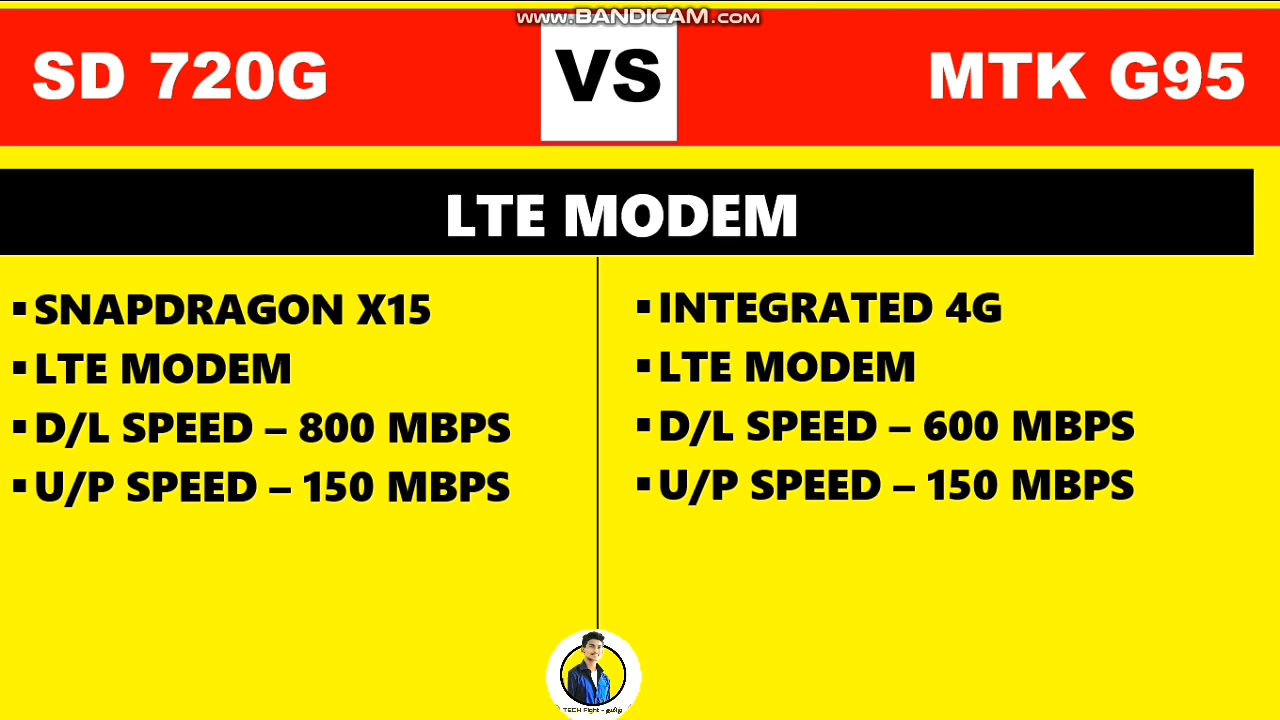 www.BANDICAM.com
SD 720G
VS
MTK G95
LTE MODEM
▪SNAPDRAGON X15
▪LTE MODEM
▪D/L SPEED – 800 MBPS
▪U/P SPEED – 150 MBPS
▪INTEGRATED 4G
▪LTE MODEM
▪D/L SPEED – 600 MBPS
▪U/P SPEED – 150 MBPS
TECH Fight - தமிழ்